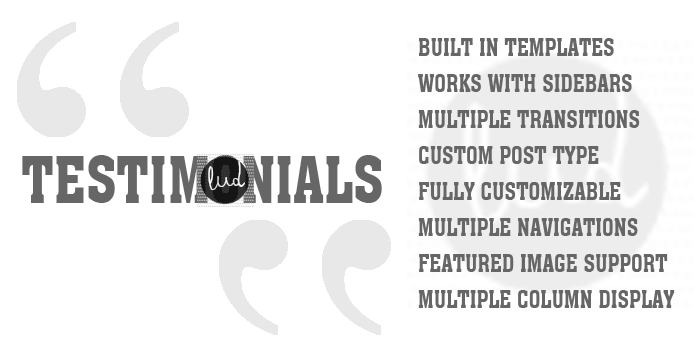 TESTIMONIALS
lud
BUILT IN TEMPLATES
WORKS WITH SIDEBARS
MULTIPLE TRANSITIONS
CUSTOM POST TYPE
FULLY CUSTOMIZABLE
MULTIPLE NAVIGATIONS
FEATURED IMAGE SUPPORT
MULTIPLE COLUMN DISPLAY